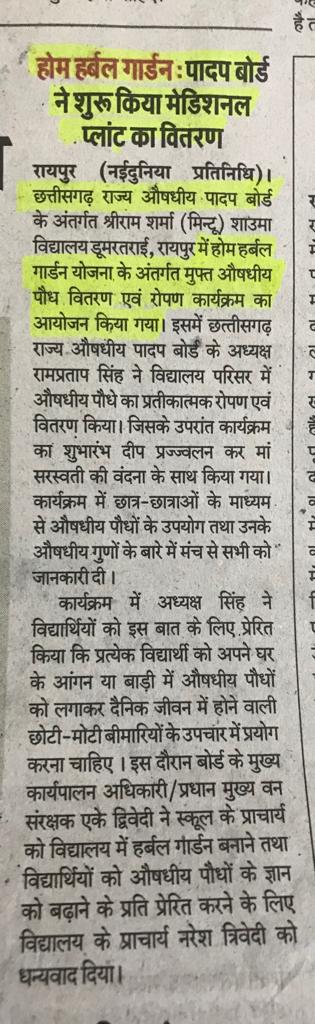 होम हर्बल गार्डन : पादप बोर्ड
ने शुरू किया मेडिशनल
प्लांट का वितरण
रायपुर (नईदुनिया प्रतिनिधि)।
छत्तीसगढ़ राज्य औषधीय पादप बोर्ड
के अंतर्गत श्रीराम शर्मा (मिन्टू) शाउमा
विद्यालय डूमरतराई, रायपुर में होम हर्बल
गार्डन योजना के अंतर्गत मुफ्त औषधीय
पौध वितरण एवं रोपण कार्यक्रम का
आयोजन किया गया। इसमें छत्तीसगढ़
राज्य औषधीय पादप बोर्ड के अध्यक्ष
रामप्रताप सिंह ने विद्यालय परिसर में
औषधीय पौधे का प्रतीकात्मक रोपण एवं
वितरण किया। जिसके उपरांत कार्यक्रम
का शुभारंभ दीप प्रज्ज्वलन कर मां
सरस्वती की वंदना के साथ किया गया।
कार्यक्रम में छात्र-छात्राओं के माध्यम
से औषधीय पौधों के उपयोग तथा उनके
औषधीय गुणों के बारे में मंच से सभी को
जानकारी दी।
कार्यक्रम में अध्यक्ष सिंह ने
विद्यार्थियों को इस बात के लिए प्रेरित
किया कि प्रत्येक विद्यार्थी को अपने घर
के आंगन या बाड़ी में औषधीय पौधों
को लगाकर दैनिक जीवन में होने वाली
छोटी-मोटी बीमारियों के उपचार में प्रयोग
करना चाहिए। इस दौरान बोर्ड के मुख्य
कार्यपालन अधिकारी/प्रधान मुख्य वन
संरक्षक एके द्विवेदी ने स्कूल के प्राचार्य
को विद्यालय में हर्बल गार्डन बनाने तथा
विद्यार्थियों को औषधीय पौधों के ज्ञान
को बढ़ाने के प्रति प्रेरित करने के लिए
विद्यालय के प्राचार्य नरेश त्रिवेदी को
धन्यवाद दिया।